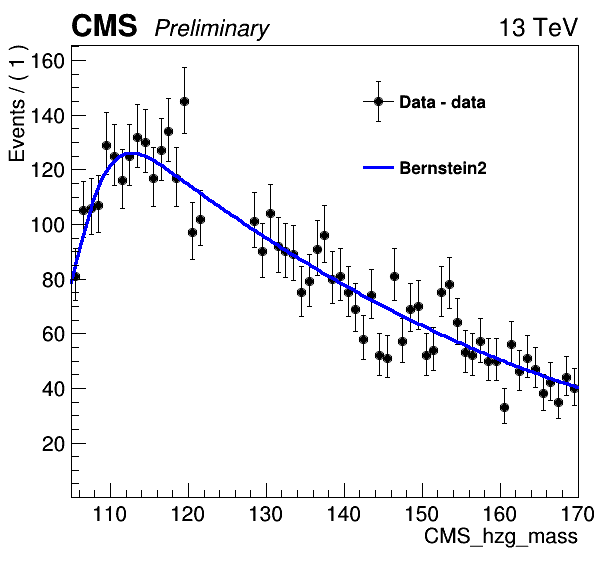 CMS Preliminary 13 TeV
Events / ( 1 )
160
140
120
100
80
60
40
20
Data - data
Bernstein2
110 120 130 140 150 160 170
CMS_hzg_mass